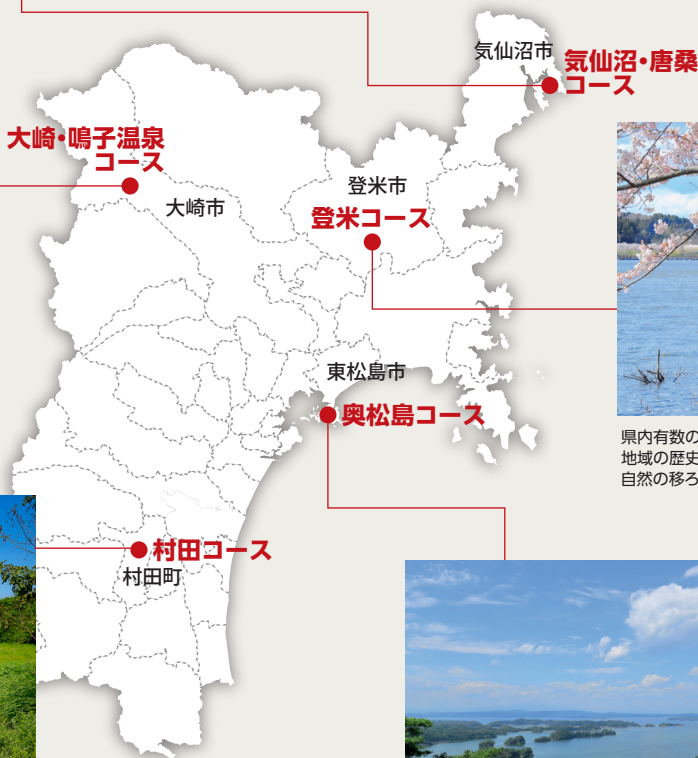 気仙沼市
気仙沼・唐桑
コース
大崎・鳴子温泉
コース
大崎市
登米市
登米コース
東松島市
奥松島コース
県内有数の
地域の歴史
自然の移ろ
村田コース
村田町